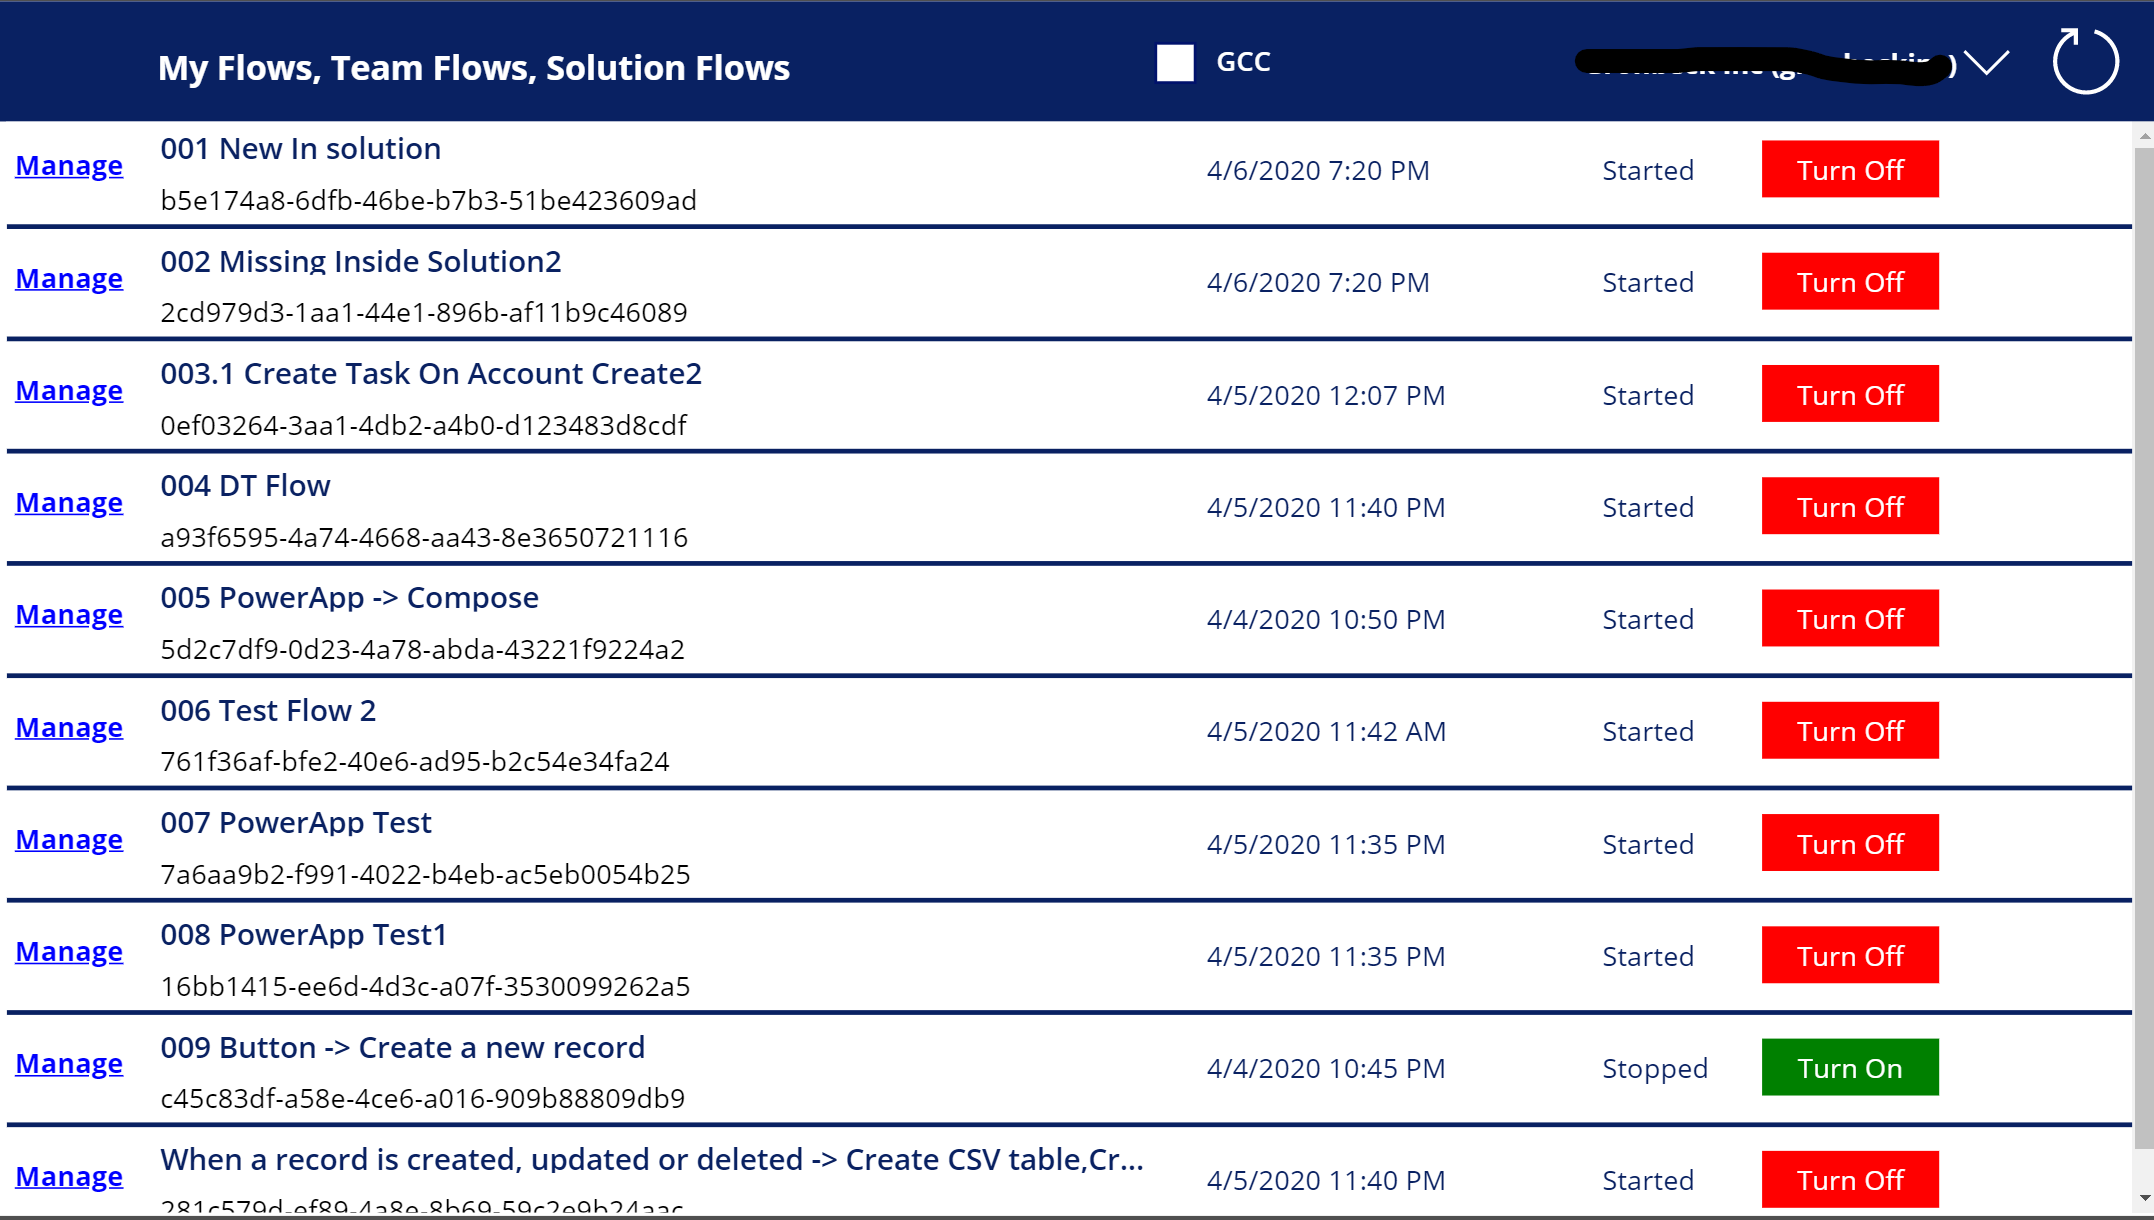 My Flows, Team Flows, Solution Flows GCC
Manage 001 New In solution 4/6/2020 7:20 PM Started Turn Off
b5e174a8-6dfb-46be-b7b3-51be423609ad
Manage 002 Missing Inside Solution2 4/6/2020 7:20 PM Started Turn Off
2cd979d3-1aa1-44e1-896b-af11b9c46089
Manage 003.1 Create Task On Account Create2 4/5/2020 12:07 PM Started Turn Off
0ef03264-3aa1-4db2-a4b0-d123483d8cdf
Manage 004 DT Flow 4/5/2020 11:40 PM Started Turn Off
a93f6595-4a74-4668-aa43-8e3650721116
Manage 005 PowerApp -> Compose 4/4/2020 10:50 PM Started Turn Off
5d2c7df9-0d23-4a78-abda-43221f9224a2
Manage 006 Test Flow 2 4/5/2020 11:42 AM Started Turn Off
761f36af-bfe2-40e6-ad95-b2c54e34fa24
Manage 007 PowerApp Test 4/5/2020 11:35 PM Started Turn Off
7a6aa9b2-f991-4022-b4eb-ac5eb0054b25
Manage 008 PowerApp Test1 4/5/2020 11:35 PM Started Turn Off
16bb1415-ee6d-4d3c-a07f-3530099262a5
Manage 009 Button -> Create a new record 4/4/2020 10:45 PM Stopped Turn On
c45c83df-a58e-4ce6-a016-909b88809db9
Manage When a record is created, updated or deleted -> Create CSV table,Cr... 4/5/2020 11:40 PM Started Turn Off
281c579d-ef89-4a8e-8b69-59c2e9b24aac